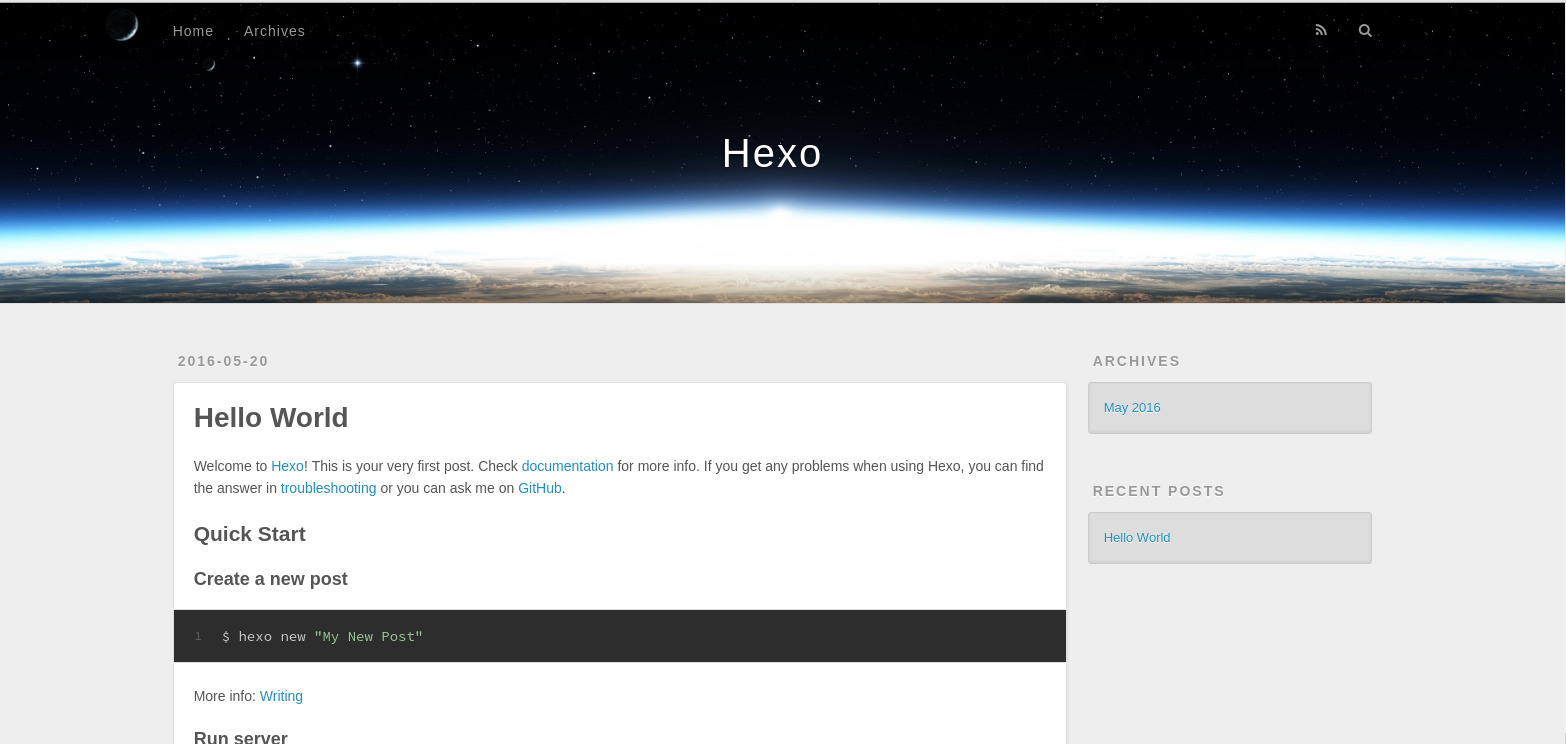 Home Archives
Hexo
2016-05-20
Hello World
Welcome to Hexo! This is your very first post. Check documentation for more info. If you get any problems when using Hexo, you can find
the answer in troubleshooting or you can ask me on GitHub.
Quick Start
Create a new post
1 $ hexo new "My New Post"
More info: Writing
Run server
ARCHIVES
May 2016
RECENT POSTS
Hello World